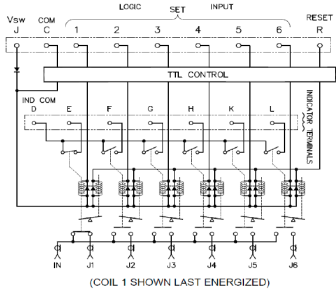 LOGIC SET INPUT
Vsw COM RESET
J C 1 2 3 4 5 6 R
TTL CONTROL
IND COM
D E F G H K L
INDICATOR TERMINALS
IN J1 J2 J3 J4 J5 J6
(COIL 1 SHOWN LAST ENERGIZED)